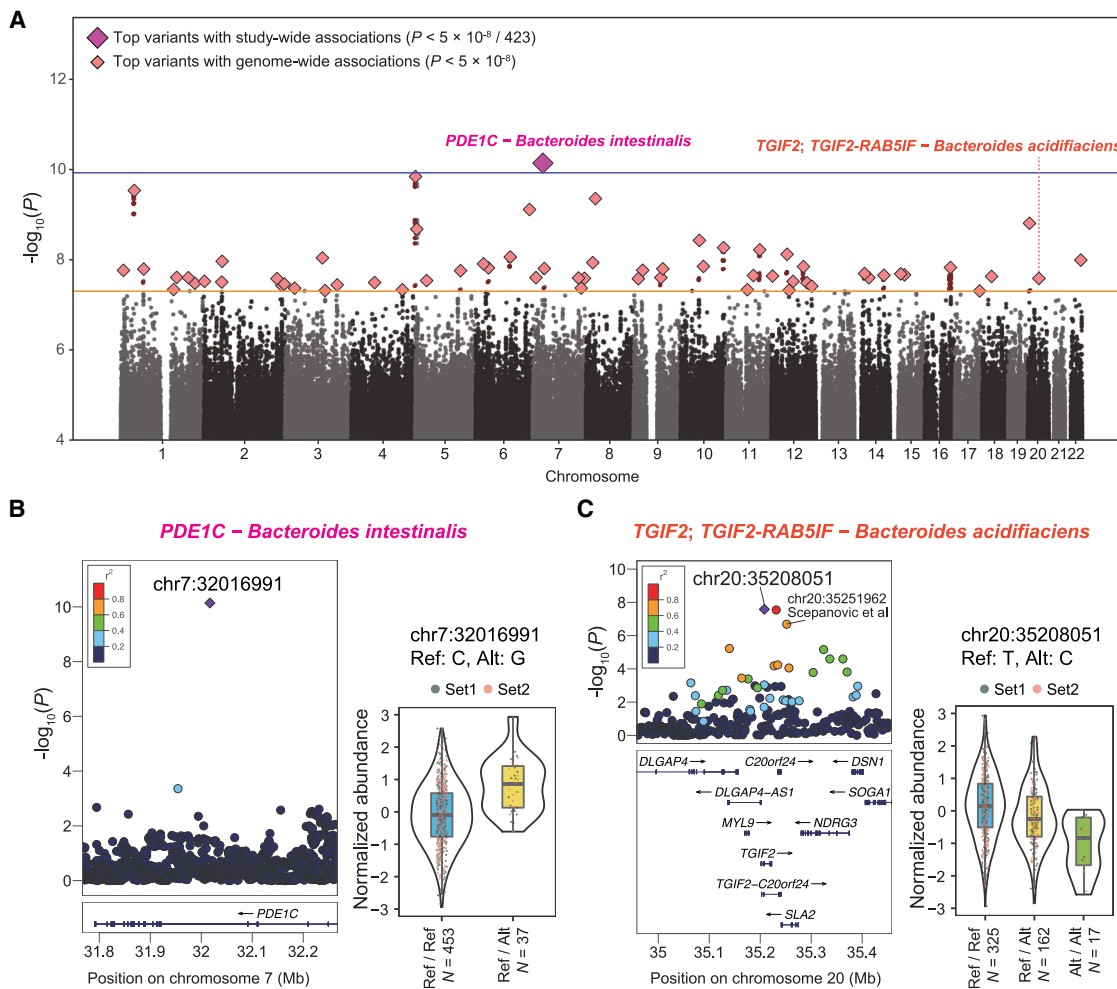 A
Top variants with study-wide associations (P < 5 × 10⁻⁸ / 423)
Top variants with genome-wide associations (P < 5 × 10⁻⁸)
PDE1C − Bacteroides intestinalis
TGIF2; TGIF2-RAB5IF − Bacteroides acidifiaciens
-log₁₀(P)
12
10
8
6
4
1 2 3 4 5 6 7 8 9 10 11 12 13 14 15 16 17 18 19 20 21 22
Chromosome
B
PDE1C − Bacteroides intestinalis
r²
0.8
0.6
0.4
0.2
chr7:32016991
-log₁₀(P)
10
8
6
4
2
0
PDE1C
31.8 31.9 32 32.1 32.2
Position on chromosome 7 (Mb)
chr7:32016991
Ref: C, Alt: G
Set1 Set2
Normalized abundance
3
2
1
0
−1
−2
−3
Ref / Ref
N = 453
Ref / Alt
N = 37
C
TGIF2; TGIF2-RAB5IF − Bacteroides acidifiaciens
r²
0.8
0.6
0.4
0.2
chr20:35208051
chr20:35251962
Scepanovic et al
-log₁₀(P)
10
8
6
4
2
0
DLGAP4 C20orf24 DSN1
DLGAP4−AS1 SOGA1
MYL9 NDRG3
TGIF2
TGIF2−C20orf24
SLA2
35 35.1 35.2 35.3 35.4
Position on chromosome 20 (Mb)
chr20:35208051
Ref: T, Alt: C
Set1 Set2
Normalized abundance
3
2
1
0
−1
−2
−3
Ref / Ref
N = 325
Ref / Alt
N = 162
Alt / Alt
N = 17